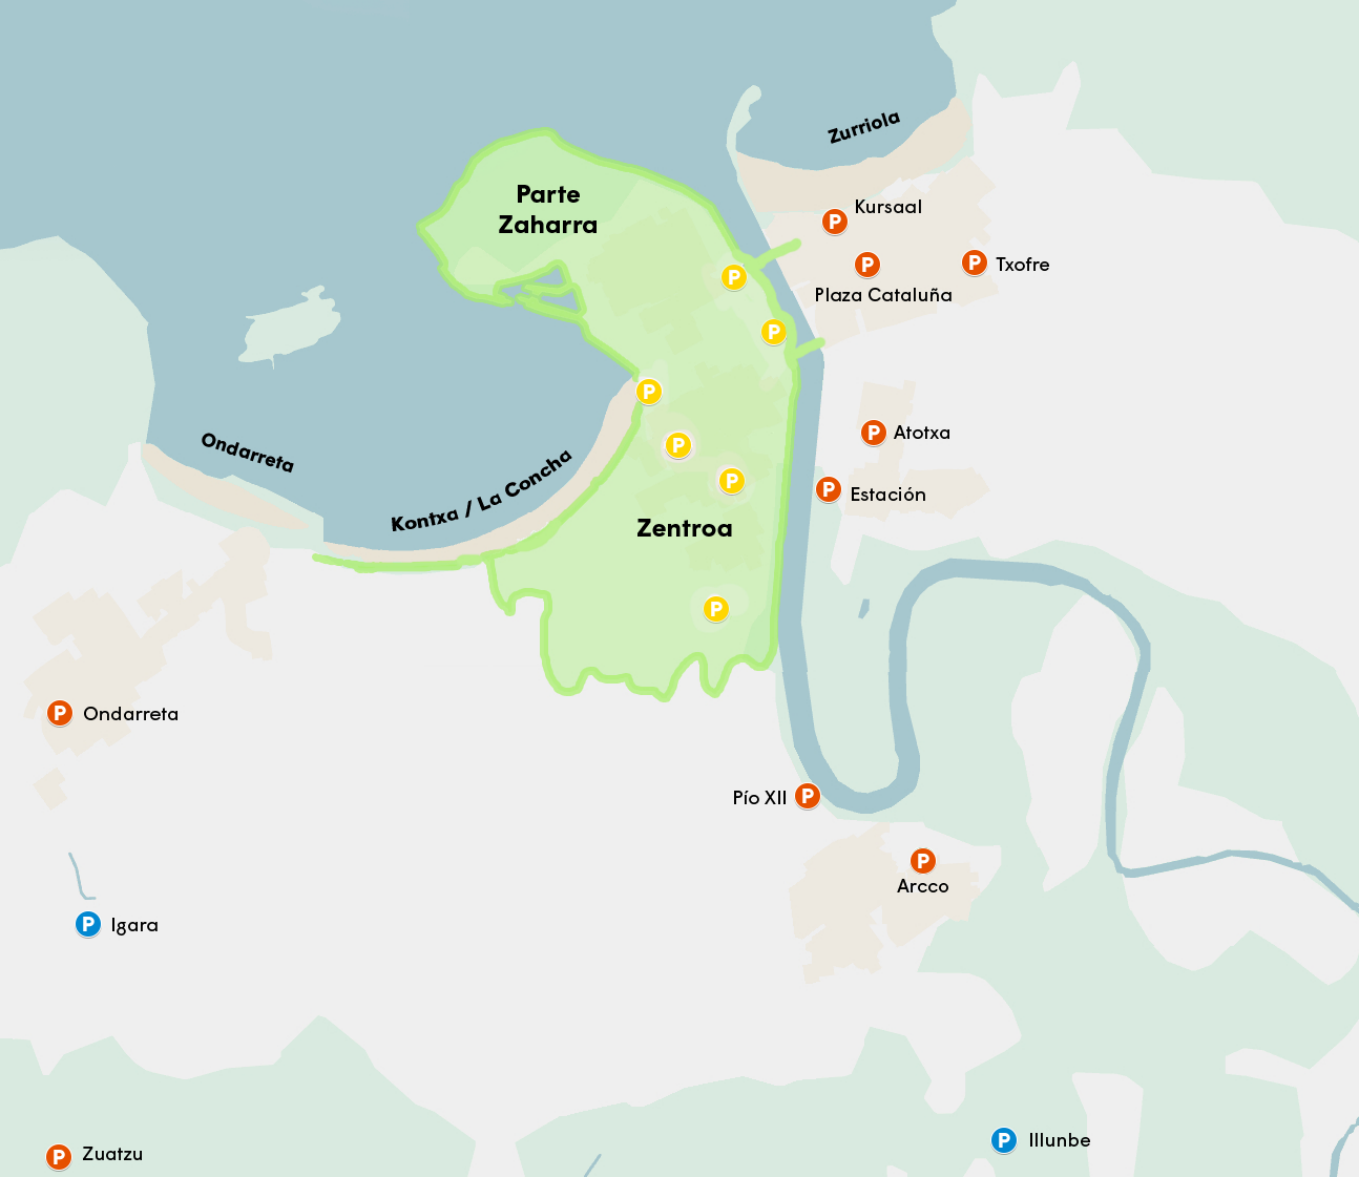 Zurriola
Parte
Zaharra
P Kursaal
P
Plaza Cataluña
P Txofre
P
P
P
Ondarreta
Kontxa / La Concha
P
P
P Atotxa
P Estación
Zentroa
P
P Ondarreta
Pío XII P
P
Arcco
P Igara
P Illunbe
P Zuatzu